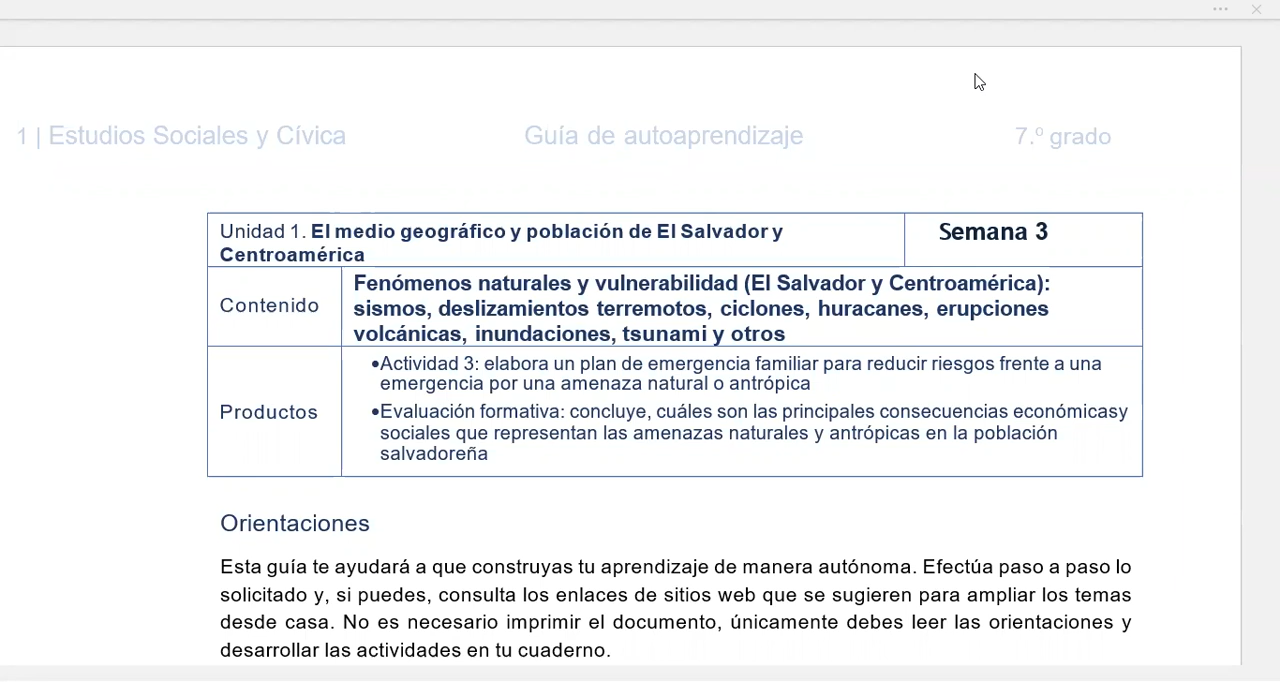 1 | Estudios Sociales y Cívica Guía de autoaprendizaje 7.º grado
Unidad 1. El medio geográfico y población de El Salvador y
Centroamérica
Semana 3
Contenido
Fenómenos naturales y vulnerabilidad (El Salvador y Centroamérica):
sismos, deslizamientos terremotos, ciclones, huracanes, erupciones
volcánicas, inundaciones, tsunami y otros
Productos
•Actividad 3: elabora un plan de emergencia familiar para reducir riesgos frente a una
emergencia por una amenaza natural o antrópica
•Evaluación formativa: concluye, cuáles son las principales consecuencias económicasy
sociales que representan las amenazas naturales y antrópicas en la población
salvadoreña
Orientaciones
Esta guía te ayudará a que construyas tu aprendizaje de manera autónoma. Efectúa paso a paso lo
solicitado y, si puedes, consulta los enlaces de sitios web que se sugieren para ampliar los temas
desde casa. No es necesario imprimir el documento, únicamente debes leer las orientaciones y
desarrollar las actividades en tu cuaderno.